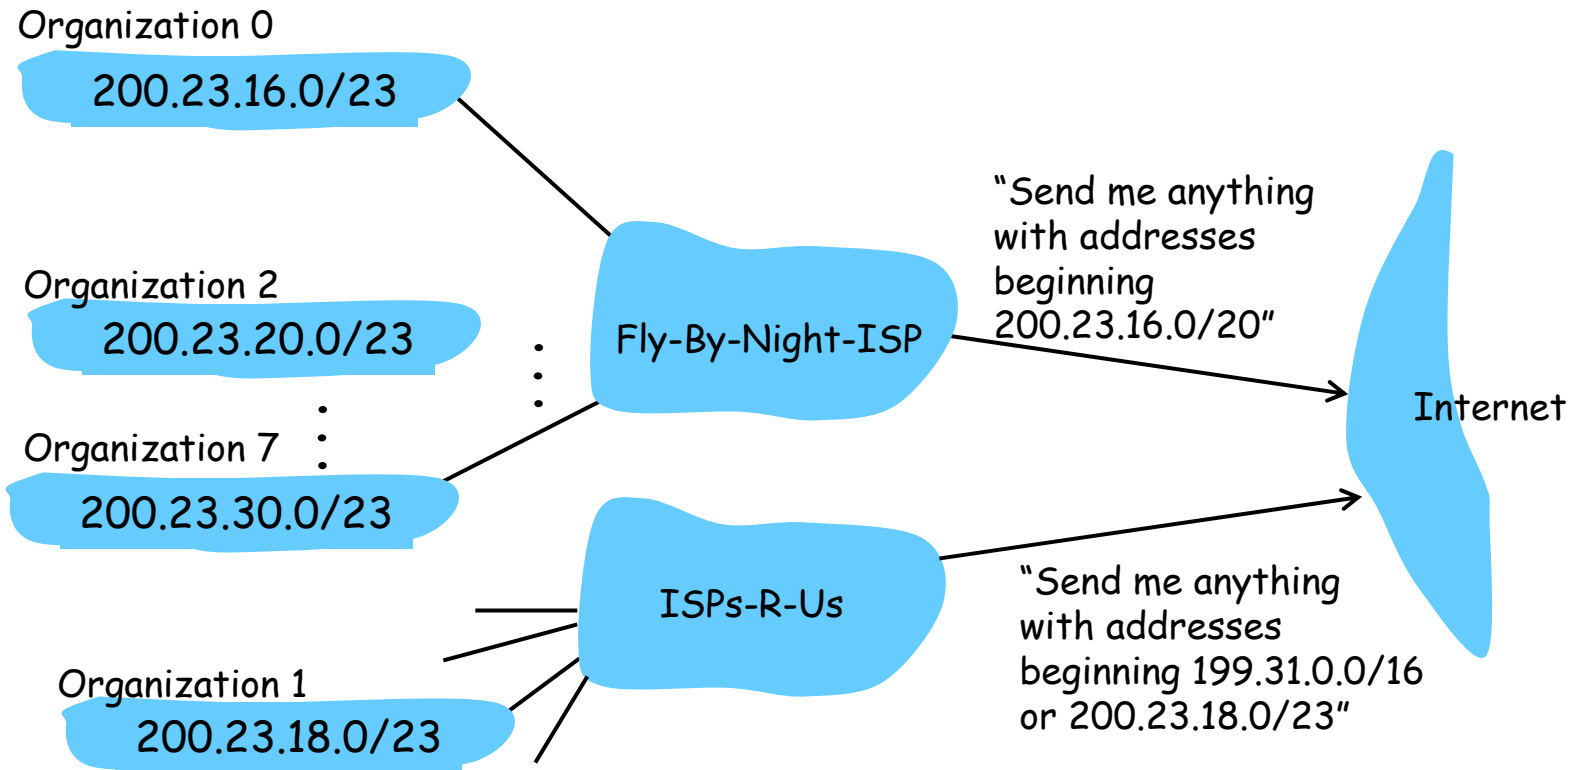 Organization 0
200.23.16.0/23
Organization 2
200.23.20.0/23
Organization 7
200.23.30.0/23
Fly-By-Night-ISP
“Send me anything
with addresses
beginning
200.23.16.0/20”
Internet
ISPs-R-Us
“Send me anything
with addresses
beginning 199.31.0.0/16
or 200.23.18.0/23”
Organization 1
200.23.18.0/23